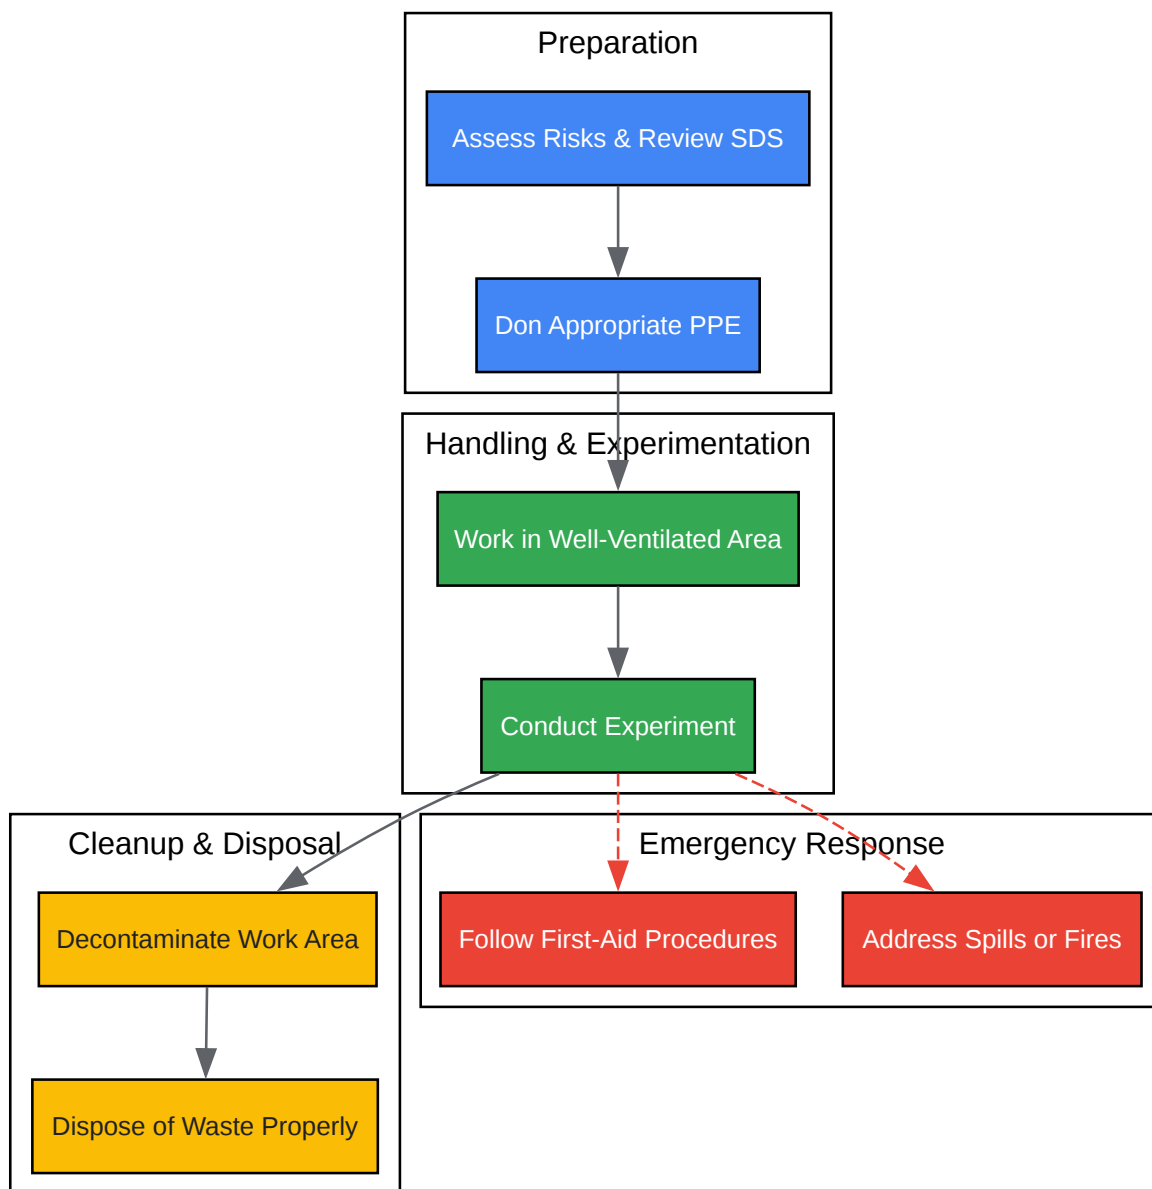 Preparation
Assess Risks & Review SDS
Don Appropriate PPE
Handling & Experimentation
Work in Well-Ventilated Area
Conduct Experiment
Cleanup & Disposal
Decontaminate Work Area
Dispose of Waste Properly
Emergency Response
Follow First-Aid Procedures
Address Spills or Fires